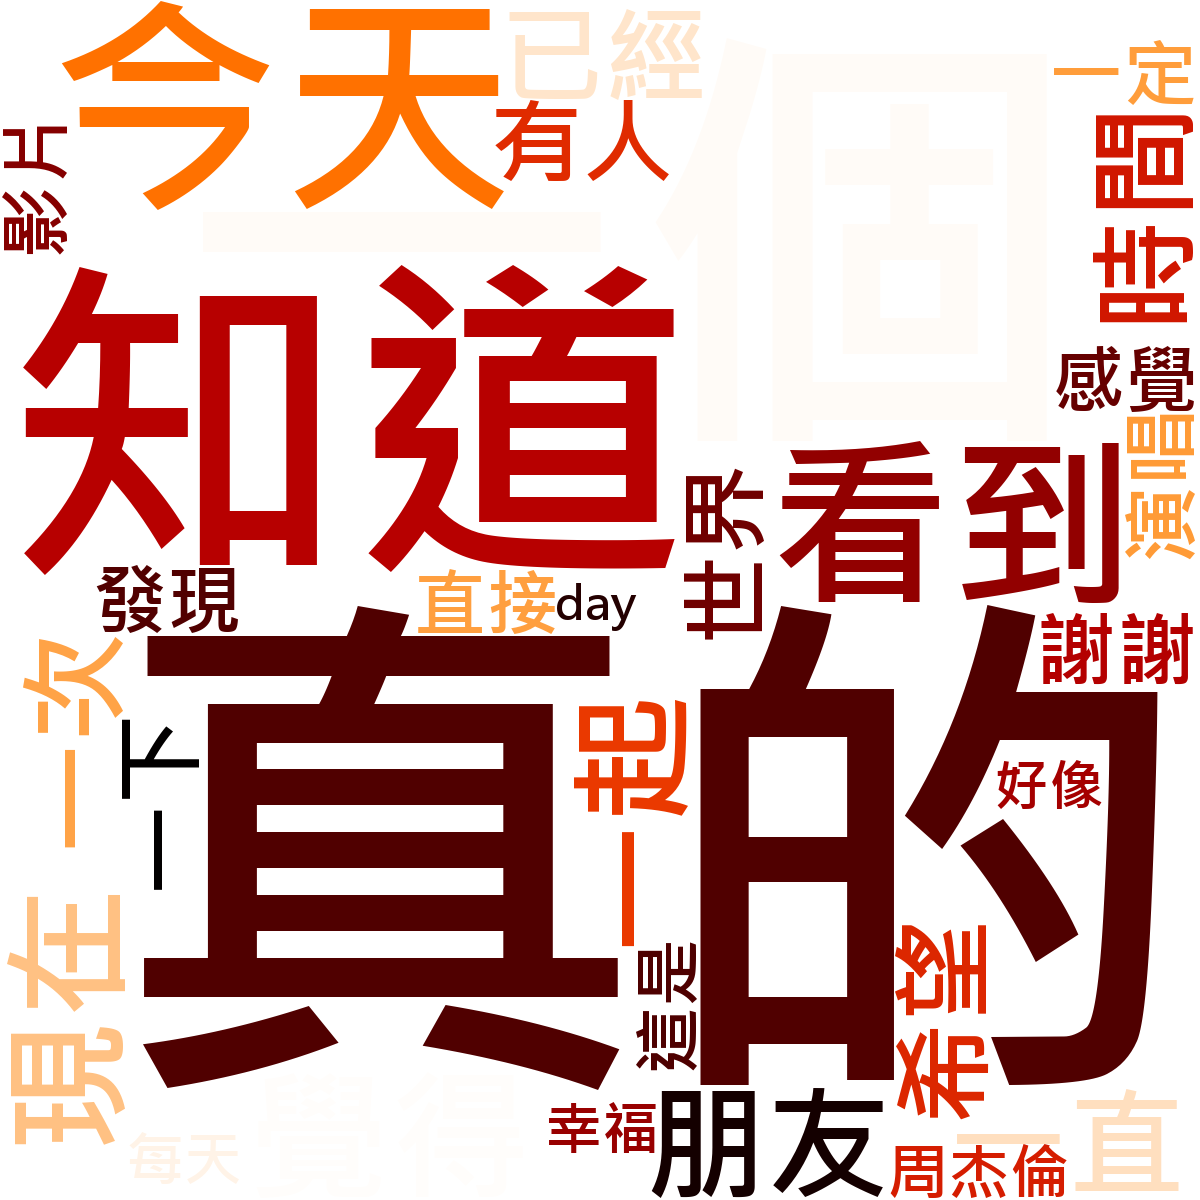 今天
已經
一定
有人
影片
一個
時間
知道
感覺
演唱
看到
世界
發現
直接
day
真的
謝謝
一次
一下
一起
好像
現在
希望
這是
覺得
幸福
朋友
一直
每天
周杰倫